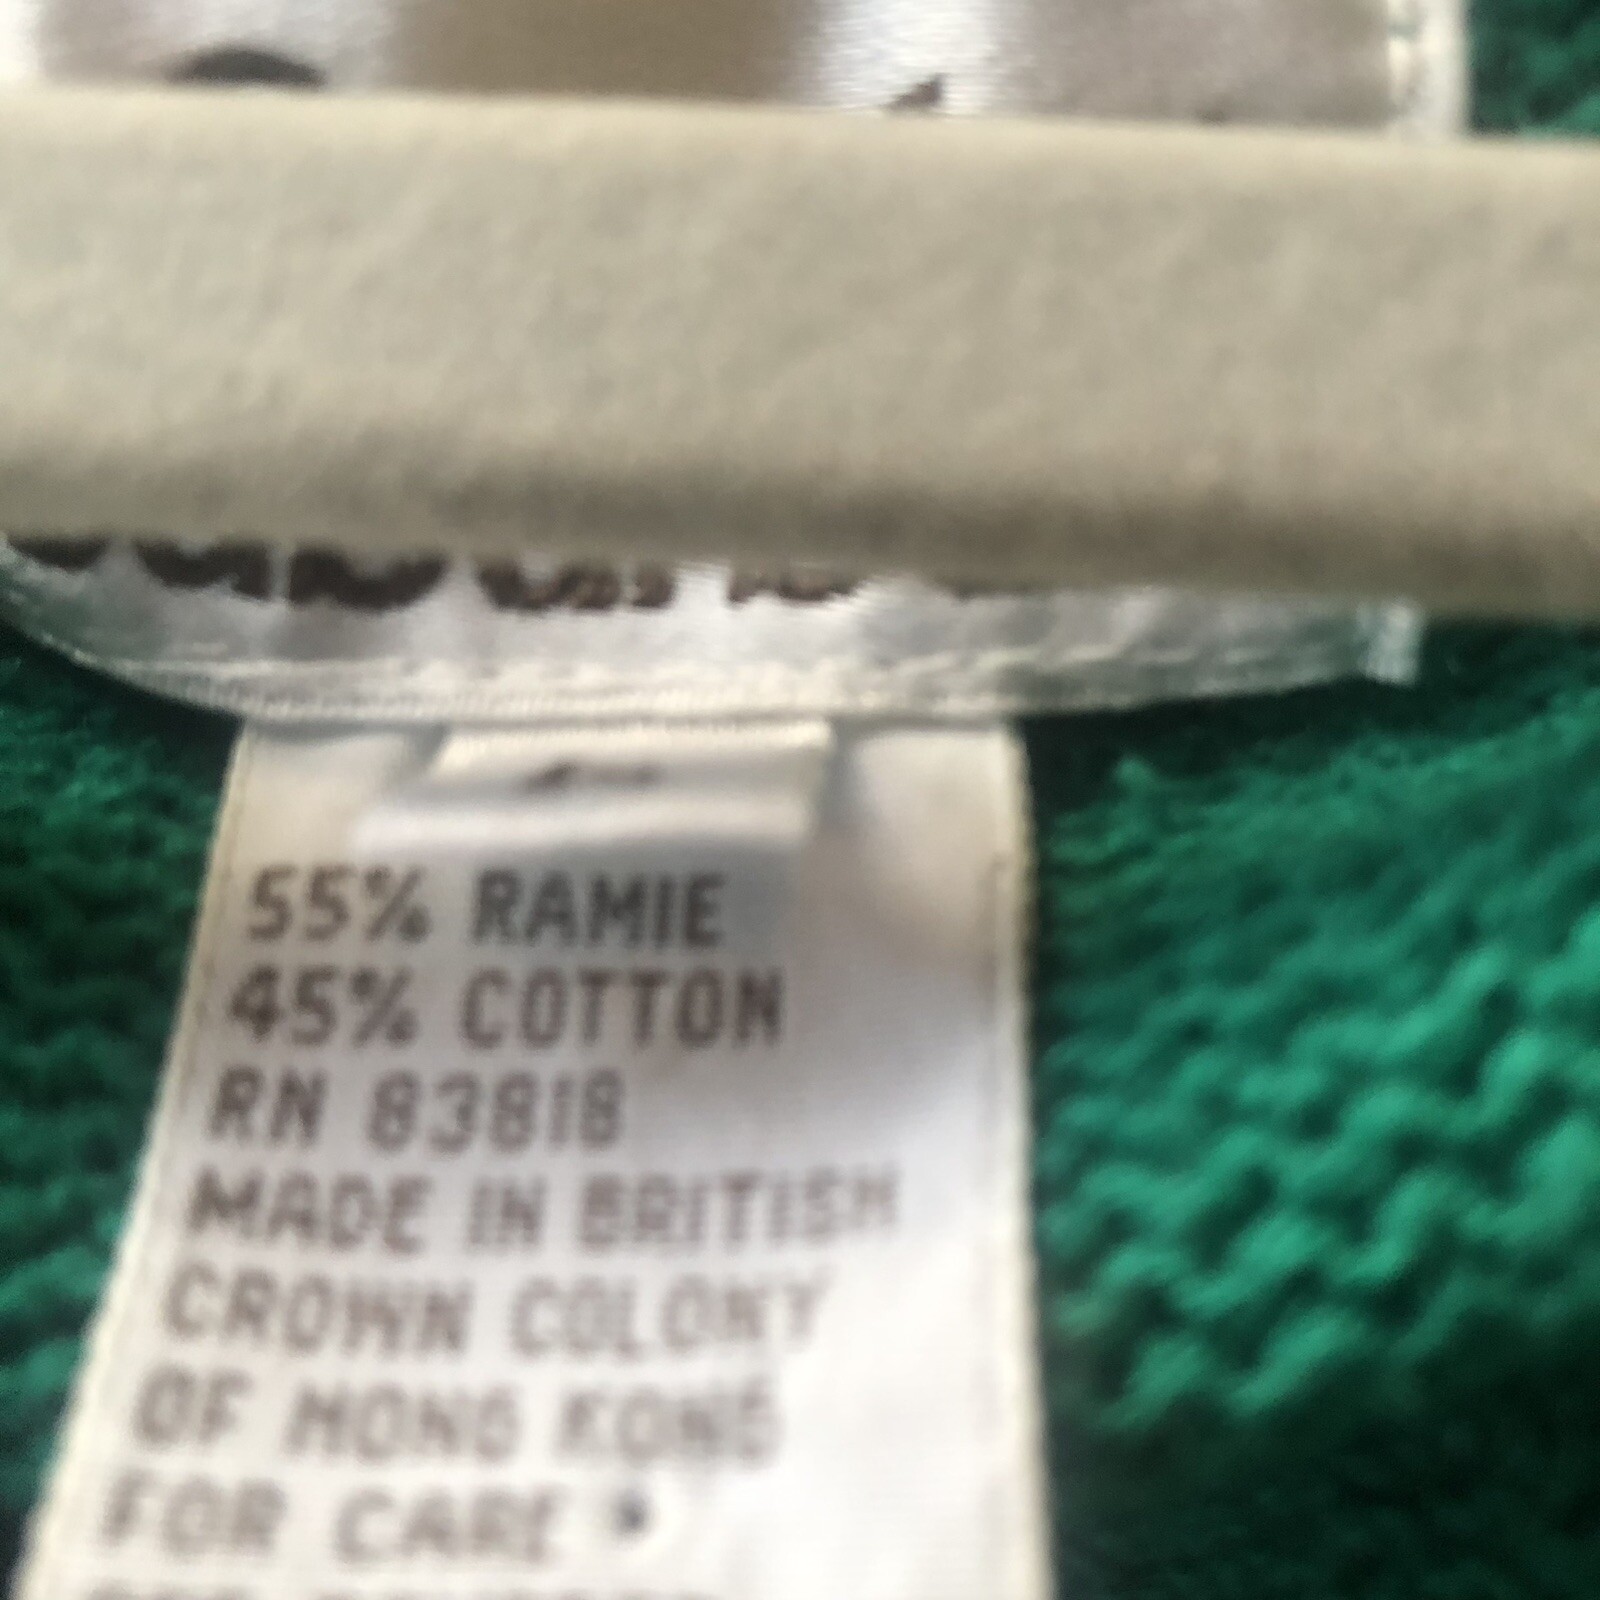 55% RAMIE
45% COTTON
RN 83818
MADE IN BRITISH
CROWN COLONY
OF HONG KONG
FOR CARE